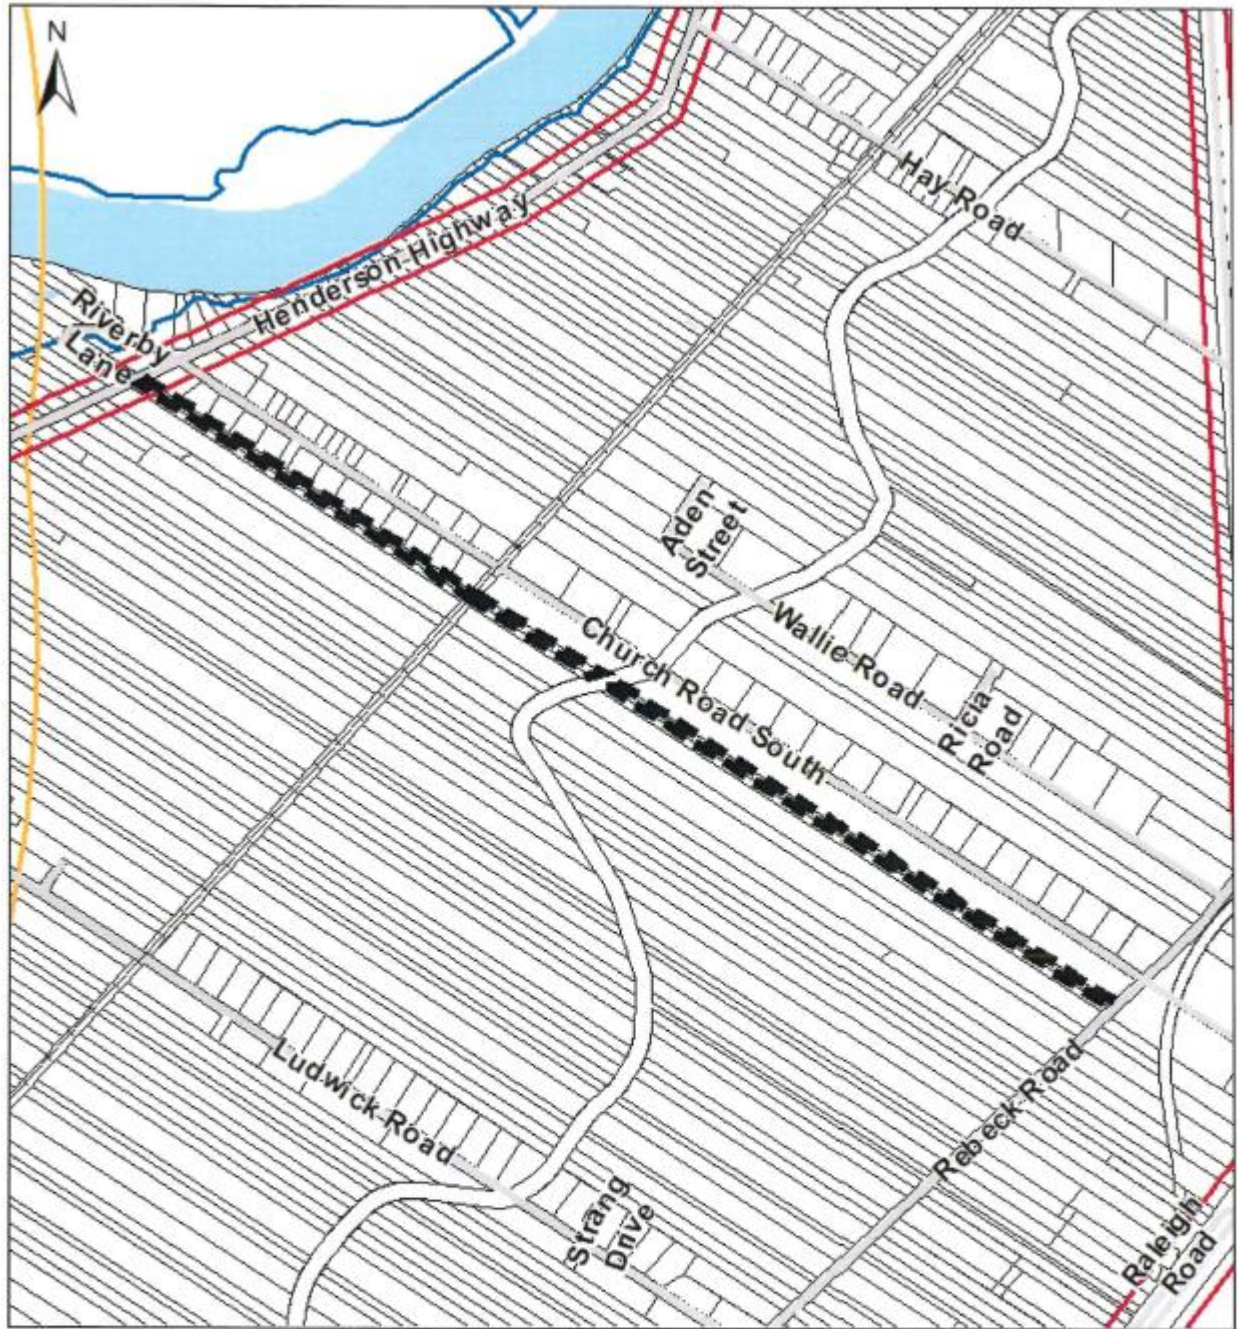 N
Hay Road
Henderson Highway
Riverby
Lane
Aden
Street
Wallie Road
Church Road South
Ricia
Road
Ludwick Road
Rebeck Road
Strang
Drive
Raleigh
Road